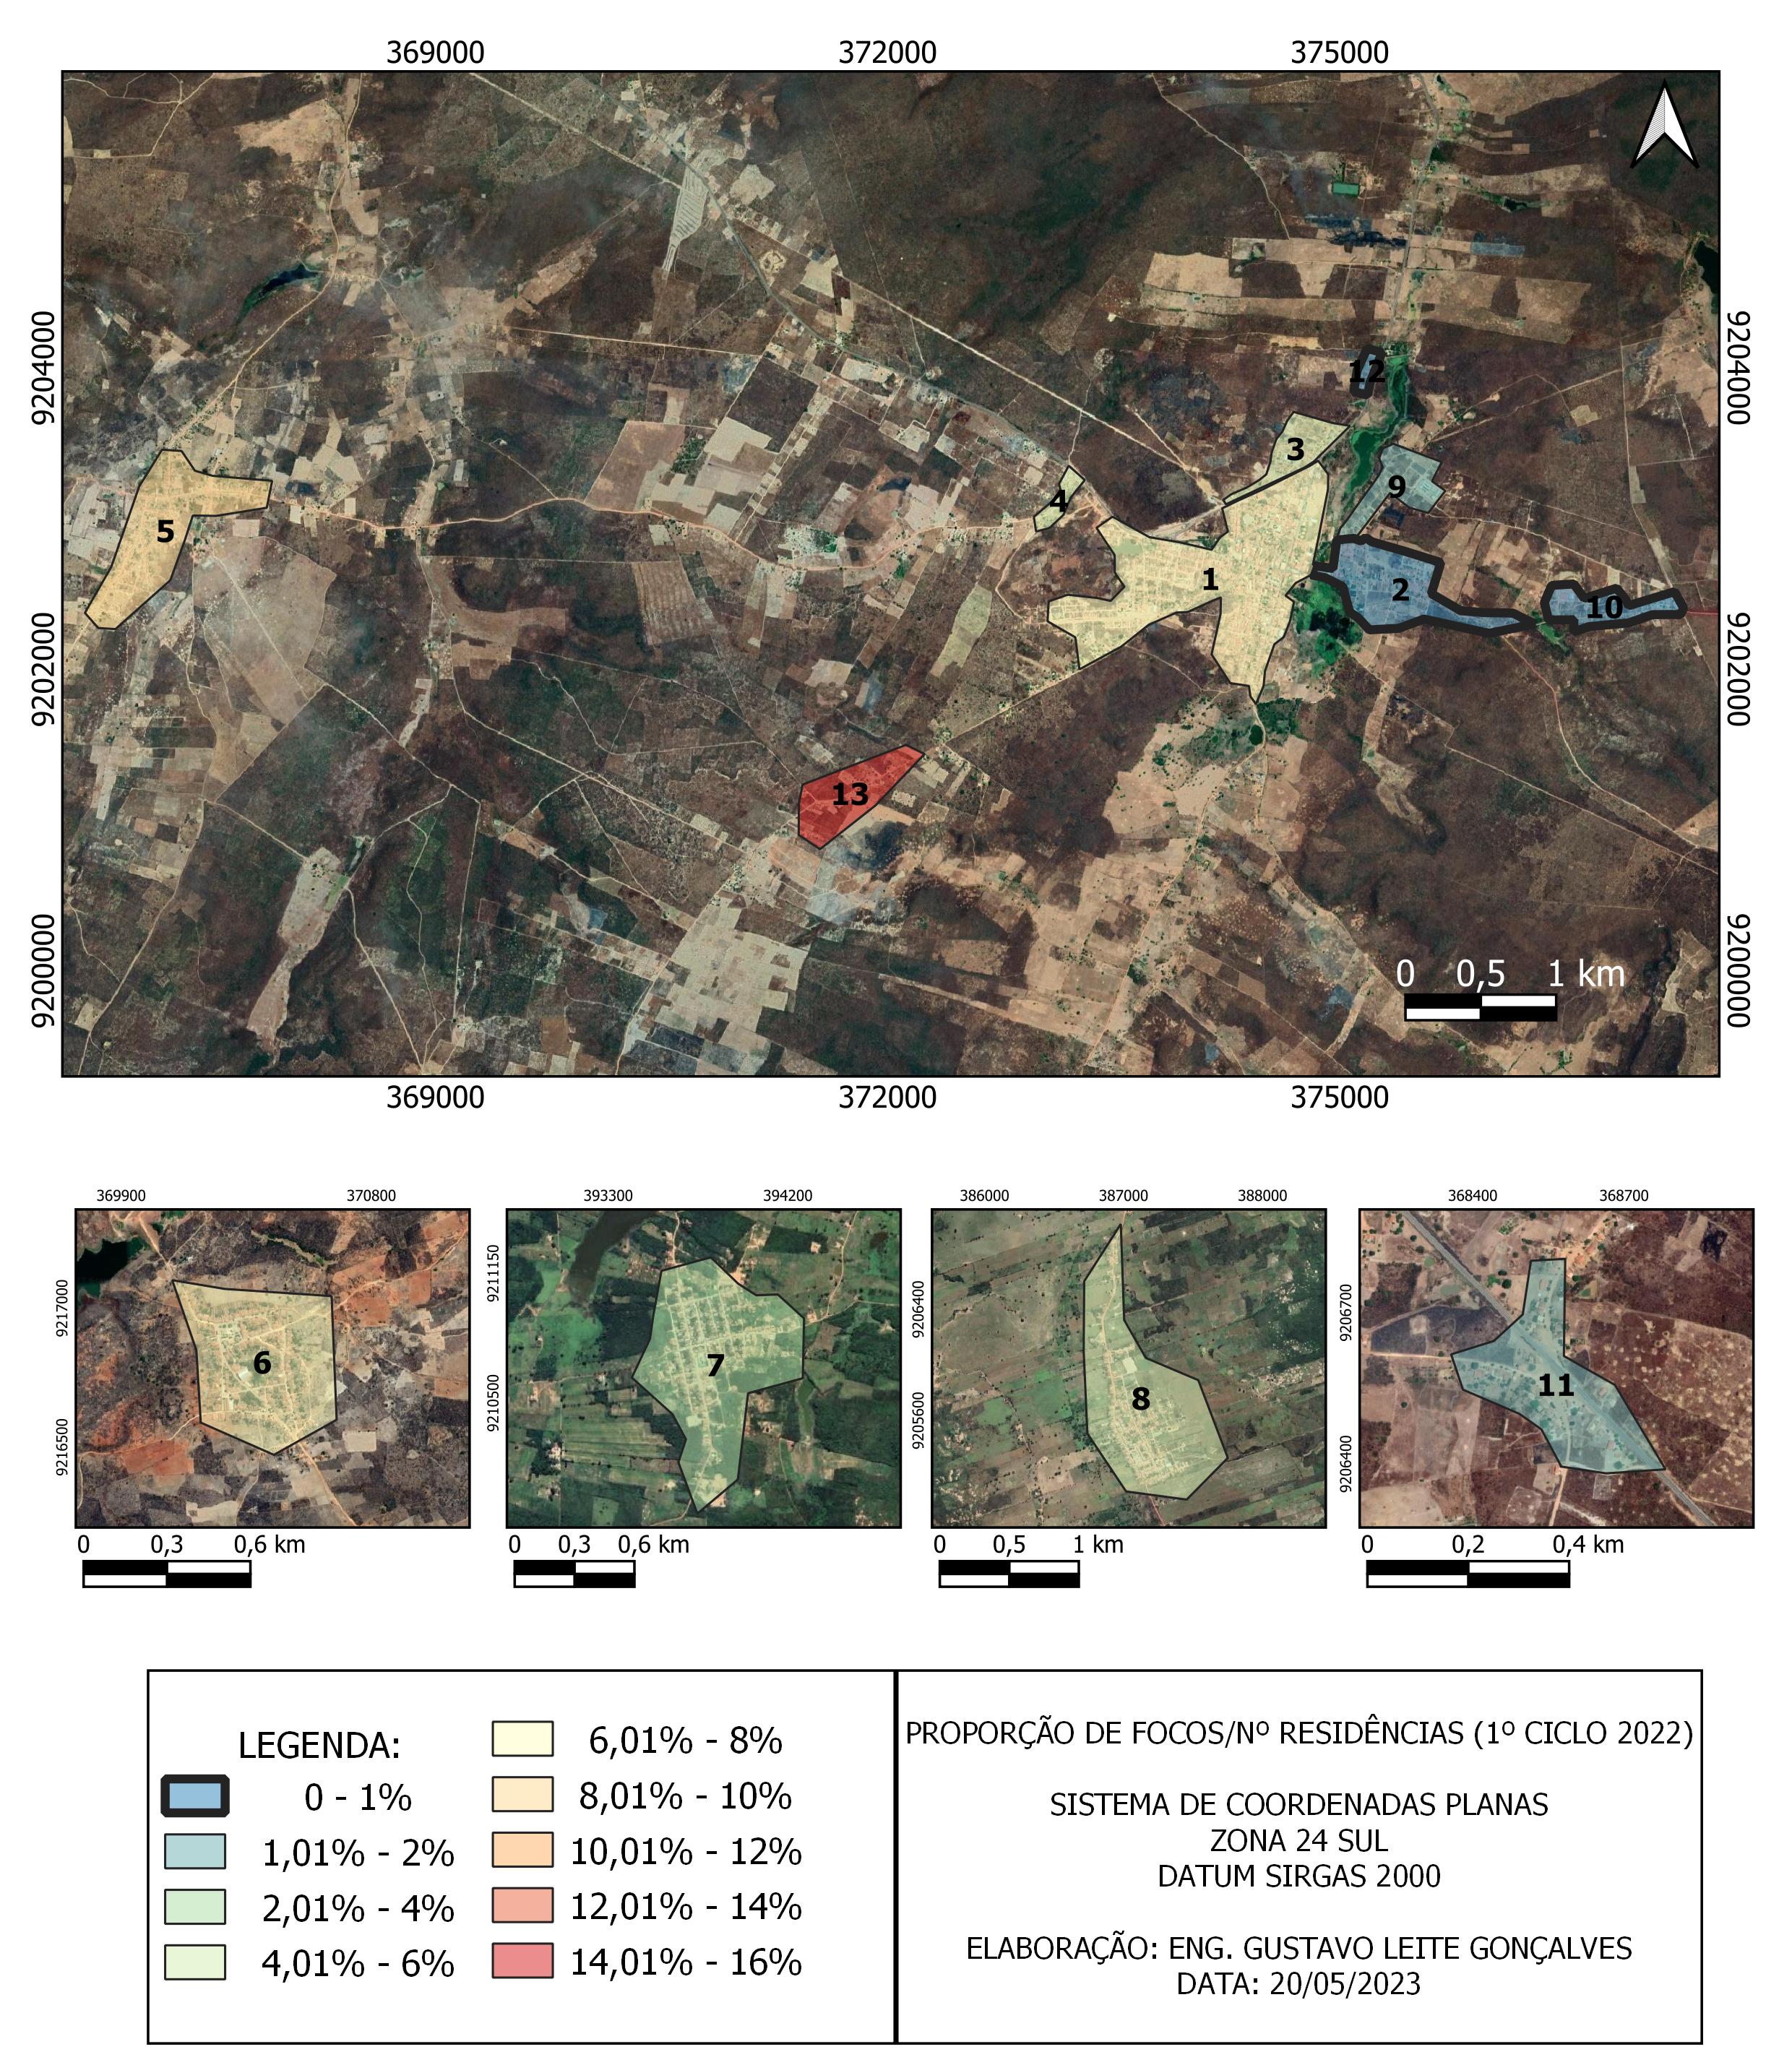 369000 372000 375000
9204000 9204000
9202000 9202000
9200000 9200000
12
3
9
4
5
1
2
10
13
0 0,5 1 km
369000 372000 375000
369900 370800
9217000
9216500
6
0 0,3 0,6 km
393300 394200
9211150
9210500
7
0 0,3 0,6 km
386000 387000 388000
9206400
9205600
8
0 0,5 1 km
368400 368700
9206700
9206400
11
0 0,2 0,4 km
LEGENDA:
0 - 1%
1,01% - 2%
2,01% - 4%
4,01% - 6%
6,01% - 8%
8,01% - 10%
10,01% - 12%
12,01% - 14%
14,01% - 16%
PROPORÇÃO DE FOCOS/Nº RESIDÊNCIAS (1º CICLO 2022)
SISTEMA DE COORDENADAS PLANAS
ZONA 24 SUL
DATUM SIRGAS 2000
ELABORAÇÃO: ENG. GUSTAVO LEITE GONÇALVES
DATA: 20/05/2023